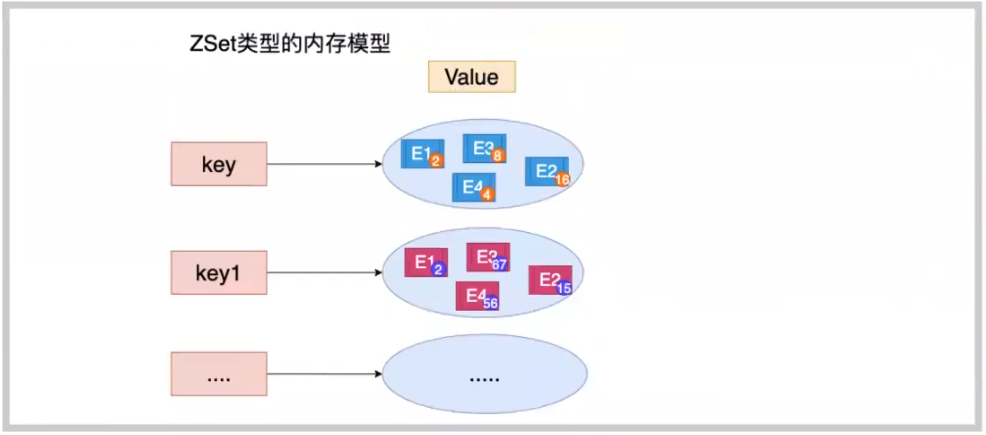 ZSet类型的内存模型
Value
key
E1 2
E3 8
E4 4
E2 16
key1
E1 2
E3 67
E4 56
E2 15
....
.....